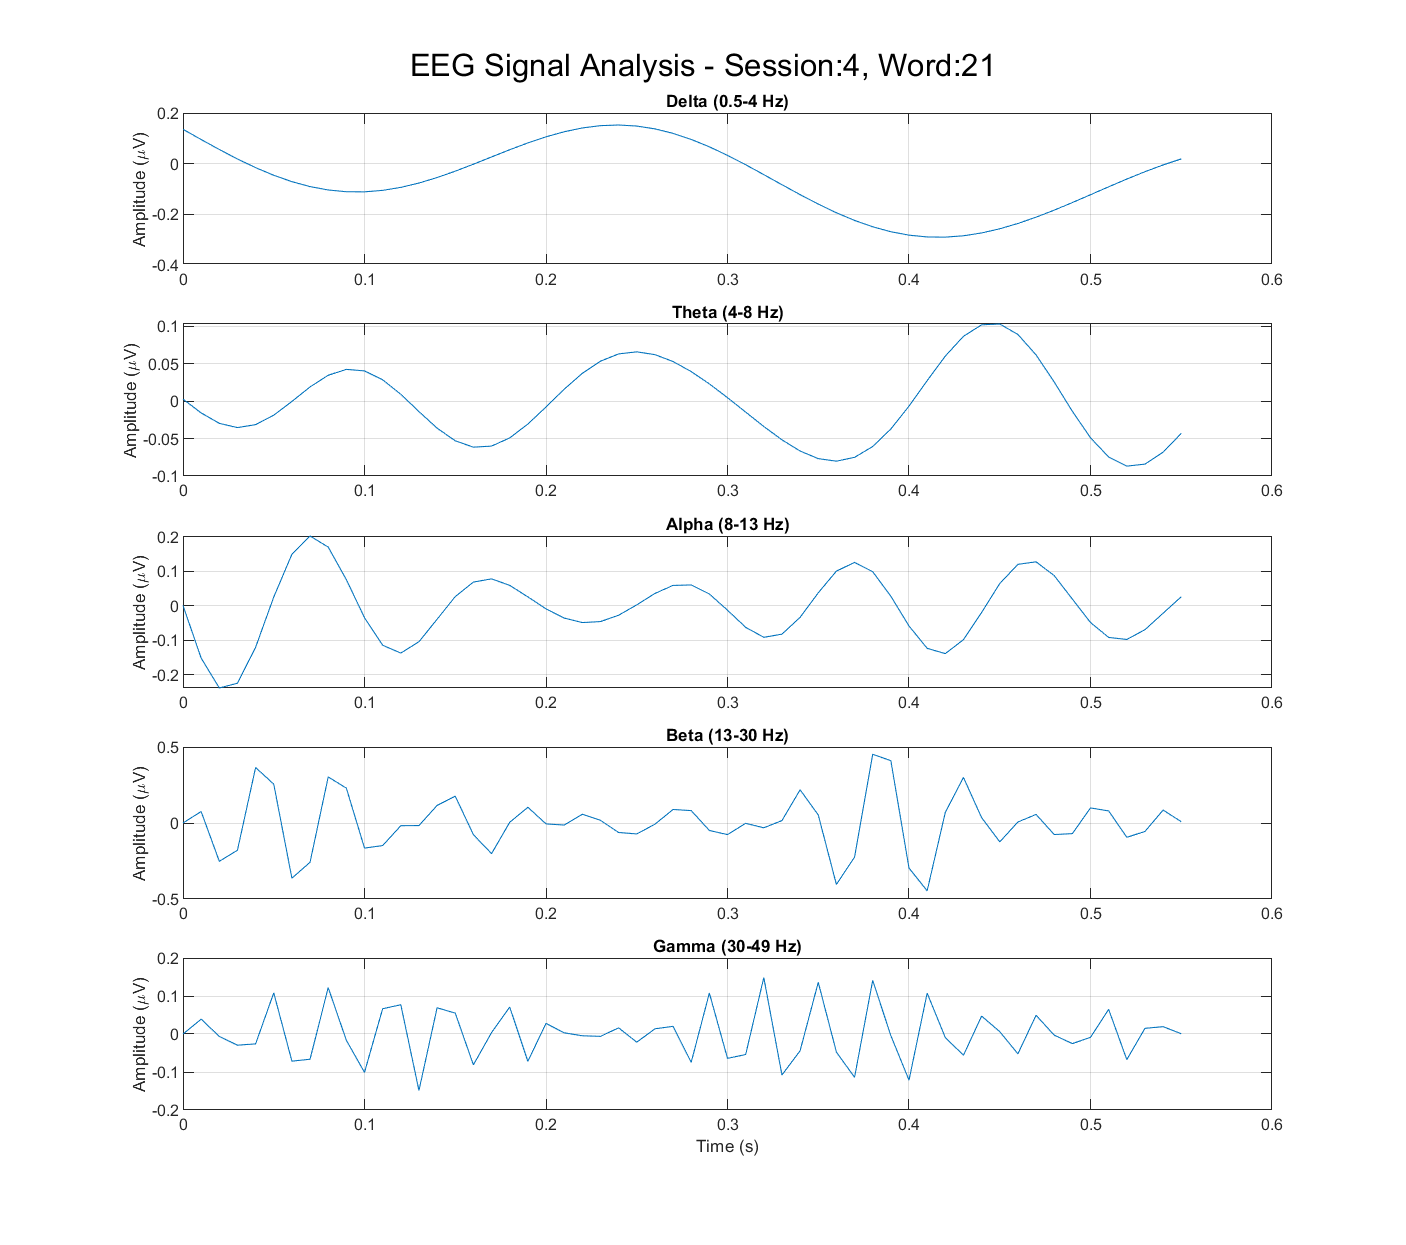 EEG Signal Analysis - Session:4, Word:21
Delta (0.5-4 Hz)
Amplitude (μV)
0.2
0
-0.2
-0.4
0 0.1 0.2 0.3 0.4 0.5 0.6
Theta (4-8 Hz)
Amplitude (μV)
0.1
0.05
0
-0.05
-0.1
0 0.1 0.2 0.3 0.4 0.5 0.6
Alpha (8-13 Hz)
Amplitude (μV)
0.2
0.1
0
-0.1
-0.2
0 0.1 0.2 0.3 0.4 0.5 0.6
Beta (13-30 Hz)
Amplitude (μV)
0.5
0
-0.5
0 0.1 0.2 0.3 0.4 0.5 0.6
Gamma (30-49 Hz)
Amplitude (μV)
0.2
0.1
0
-0.1
-0.2
0 0.1 0.2 0.3 0.4 0.5 0.6
Time (s)